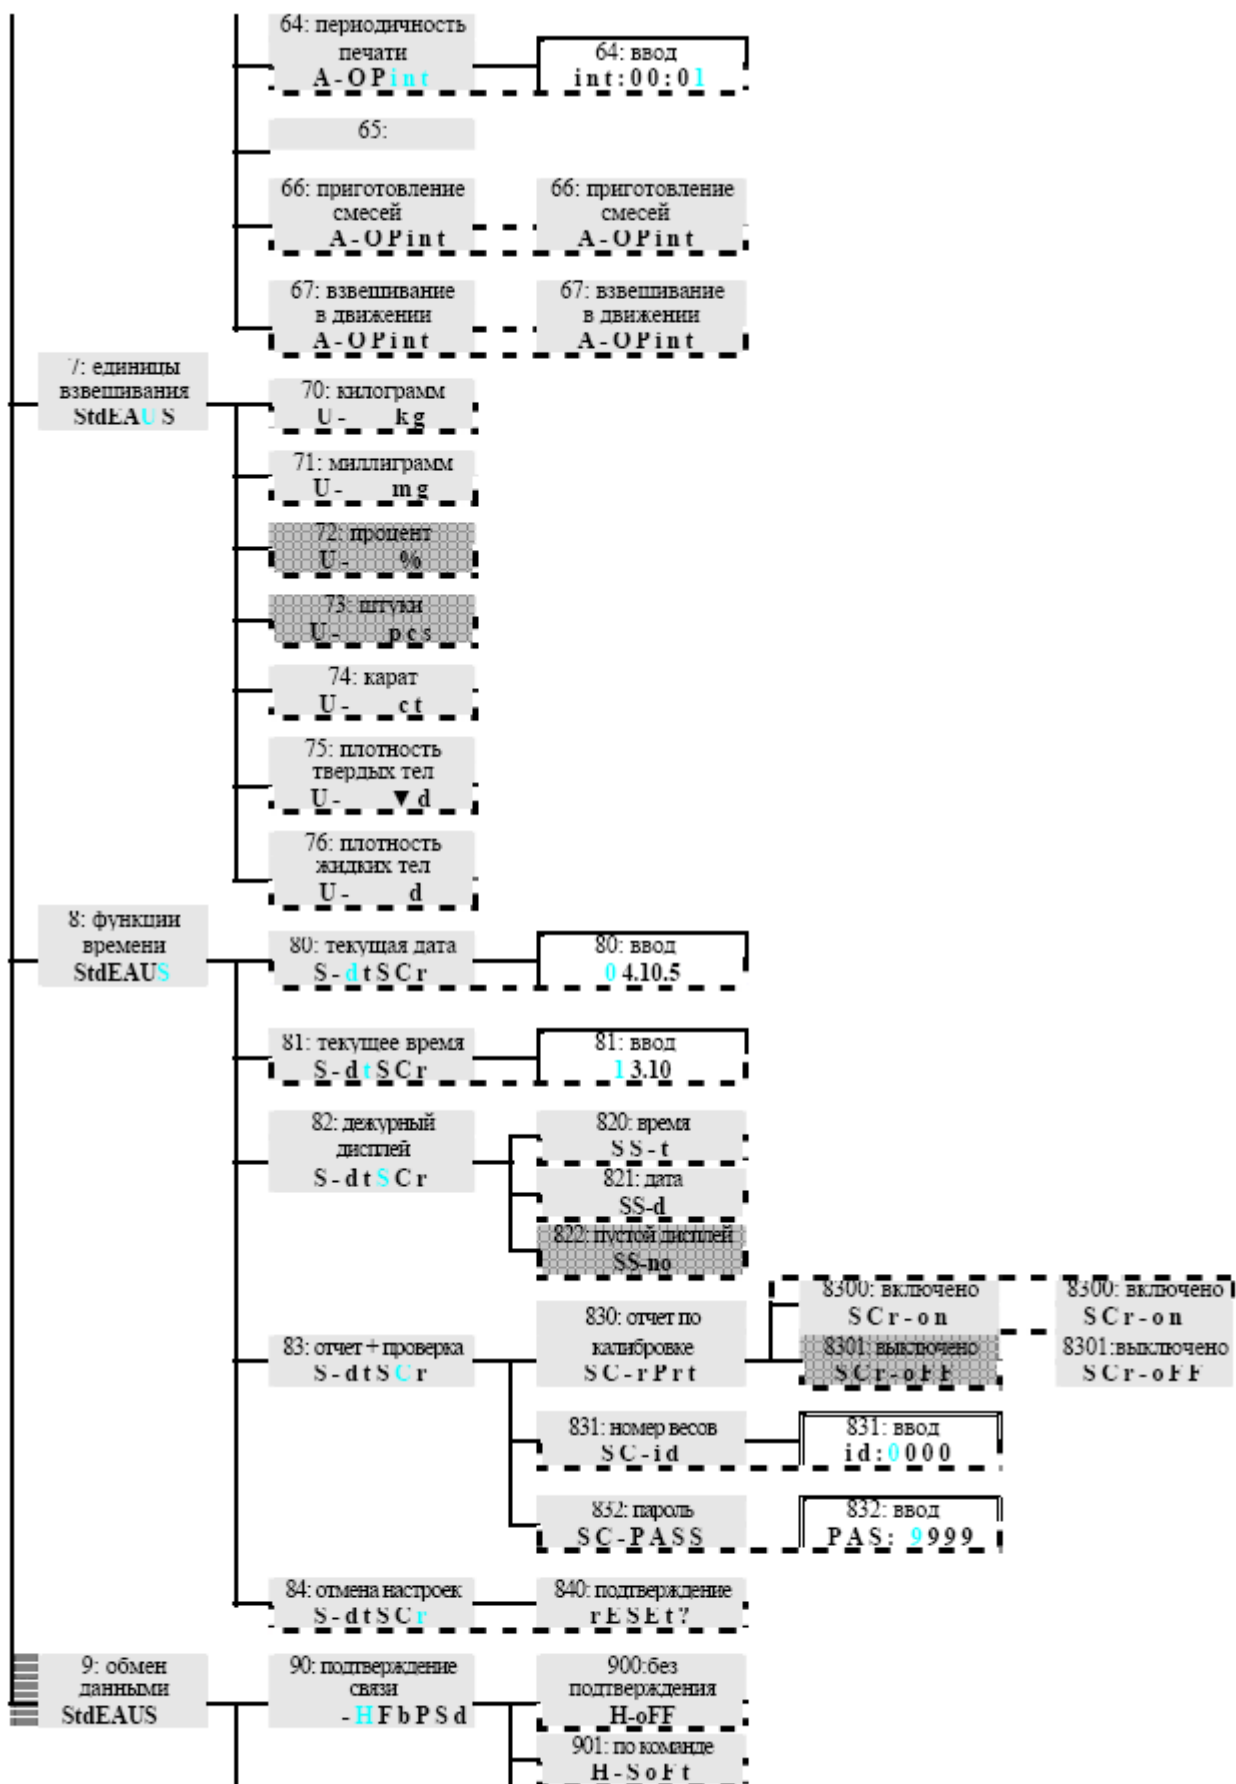 64: периодичность
печати
A-OPint
64: ввод
int:00:01
65:
66: приготовление
смесей
A-OPint
66: приготовление
смесей
A-OPint
67: взвешивание
в движении
A-OPint
67: взвешивание
в движении
A-OPint
7: единицы
взвешивания
StdEAUS
70: килограмм
U- kg
71: миллиграмм
U- mg
72: процент
U- %
73: штуки
U- pcs
74: карат
U- ct
75: плотность
твердых тел
U- ▼d
76: плотность
жидких тел
U- d
8: функции
времени
StdEAUS
80: текущая дата
S-dtSCr
80: ввод
04.10.5
81: текущее время
S-dtSCr
81: ввод
13.10
82: дежурный
дисплей
S-dtSCr
820: время
SS-t
821: дата
SS-d
822: пустой дисплей
SS-no
83: отчет + проверка
S-dtSCr
830: отчет по
калибровке
SC-rPrt
8300: включено
SCr-on
8301: выключено
SCr-oFF
8300: включено
SCr-on
8301:выключено
SCr-oFF
831: номер весов
SC-id
831: ввод
id:0000
832: пароль
SC-PASS
832: ввод
PAS: 9999
84: отмена настроек
S-dtSCr
840: подтверждение
rESEt?
9: обмен
данными
StdEAUS
90: подтверждение
связи
-HFbPSd
900:без
подтверждения
H-oFF
901: по команде
H-SoFt